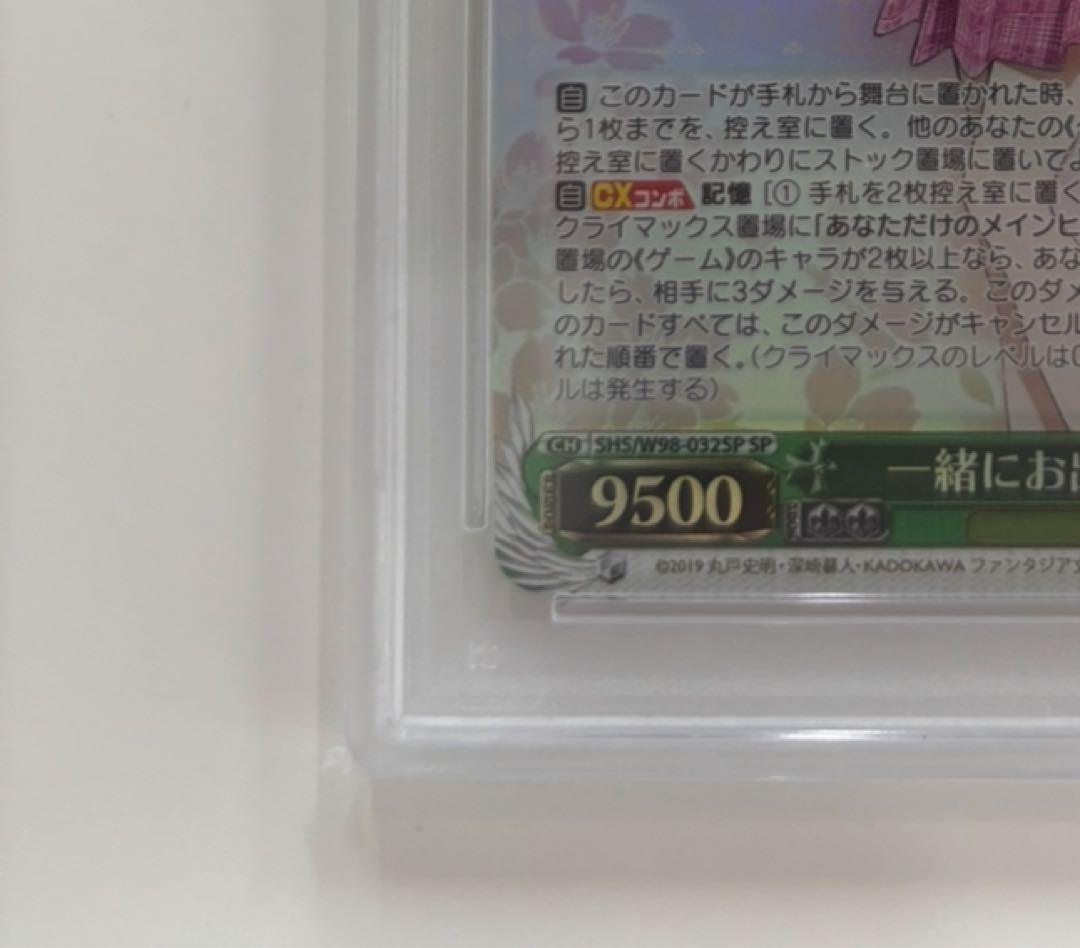 自 このカードが手札から舞台に置かれた時、
ら1枚までを、控え室に置く。他のあなたの《
控え室に置くかわりにストック置場に置いて
自 CXコンボ 記憶 [① 手札を2枚控え室に置く
クライマックス置場に「あなただけのメインヒ
置場の《ゲーム》のキャラが2枚以上なら、あな
したら、相手に3ダメージを与える。このダメ
のカードすべては、このダメージがキャンセル
れた順番で置く。(クライマックスのレベルは0
ルは発生する)
CH SHS/W98-032SP SP
9500
一緒にお出
©2019 丸戸史明・深崎暮人・KADOKAWA ファンタジア文